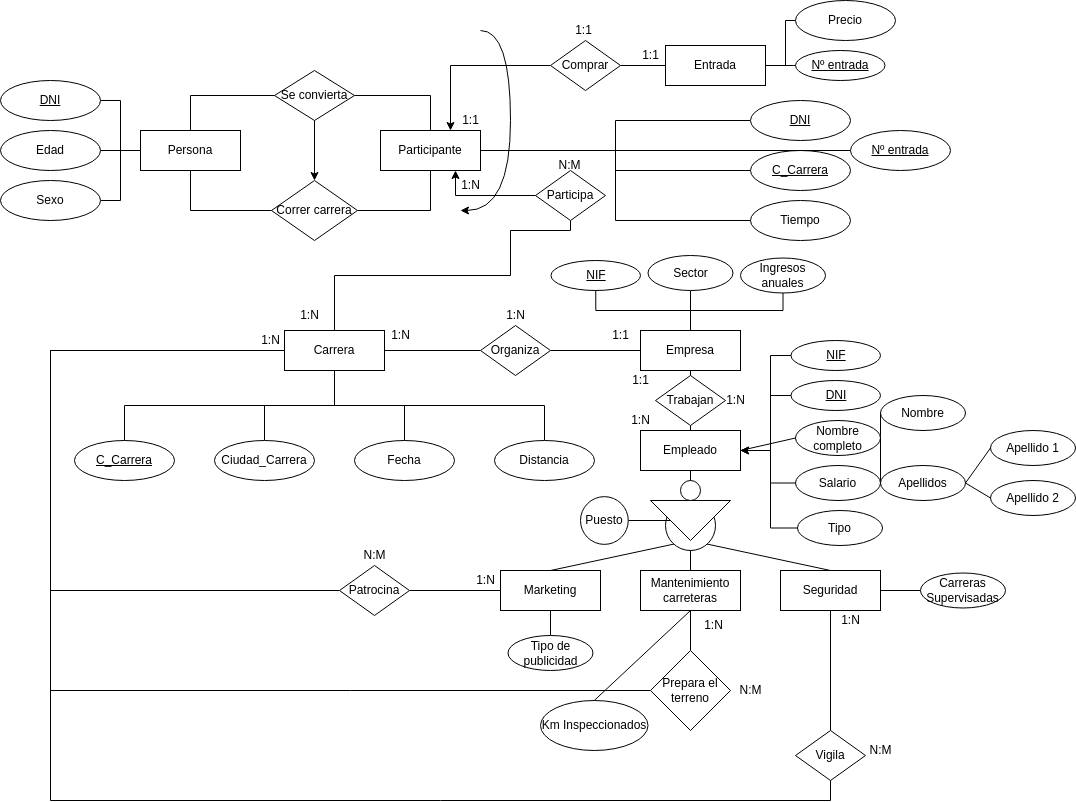 Precio
1:1
1:1
Comprar
Entrada
Nº entrada
DNI
Se convierta
1:1
DNI
Edad
Persona
Participante
Nº entrada
N:M
C_Carrera
1:N
Participa
Sexo
Correr carrera
Tiempo
NIF
Sector
Ingresos
anuales
1:N
1:N
1:N
1:N
1:1
Carrera
Organiza
Empresa
NIF
1:1
Trabajan
1:N
DNI
Nombre
1:N
Nombre
completo
Empleado
Apellido 1
C_Carrera
Ciudad_Carrera
Fecha
Distancia
Salario
Apellidos
Apellido 2
Puesto
Tipo
N:M
1:N
Patrocina
Marketing
Mantenimiento
carreteras
Seguridad
Carreras
Supervisadas
1:N
1:N
Tipo de
publicidad
Prepara el
terreno
N:M
Km Inspeccionados
Vigila
N:M